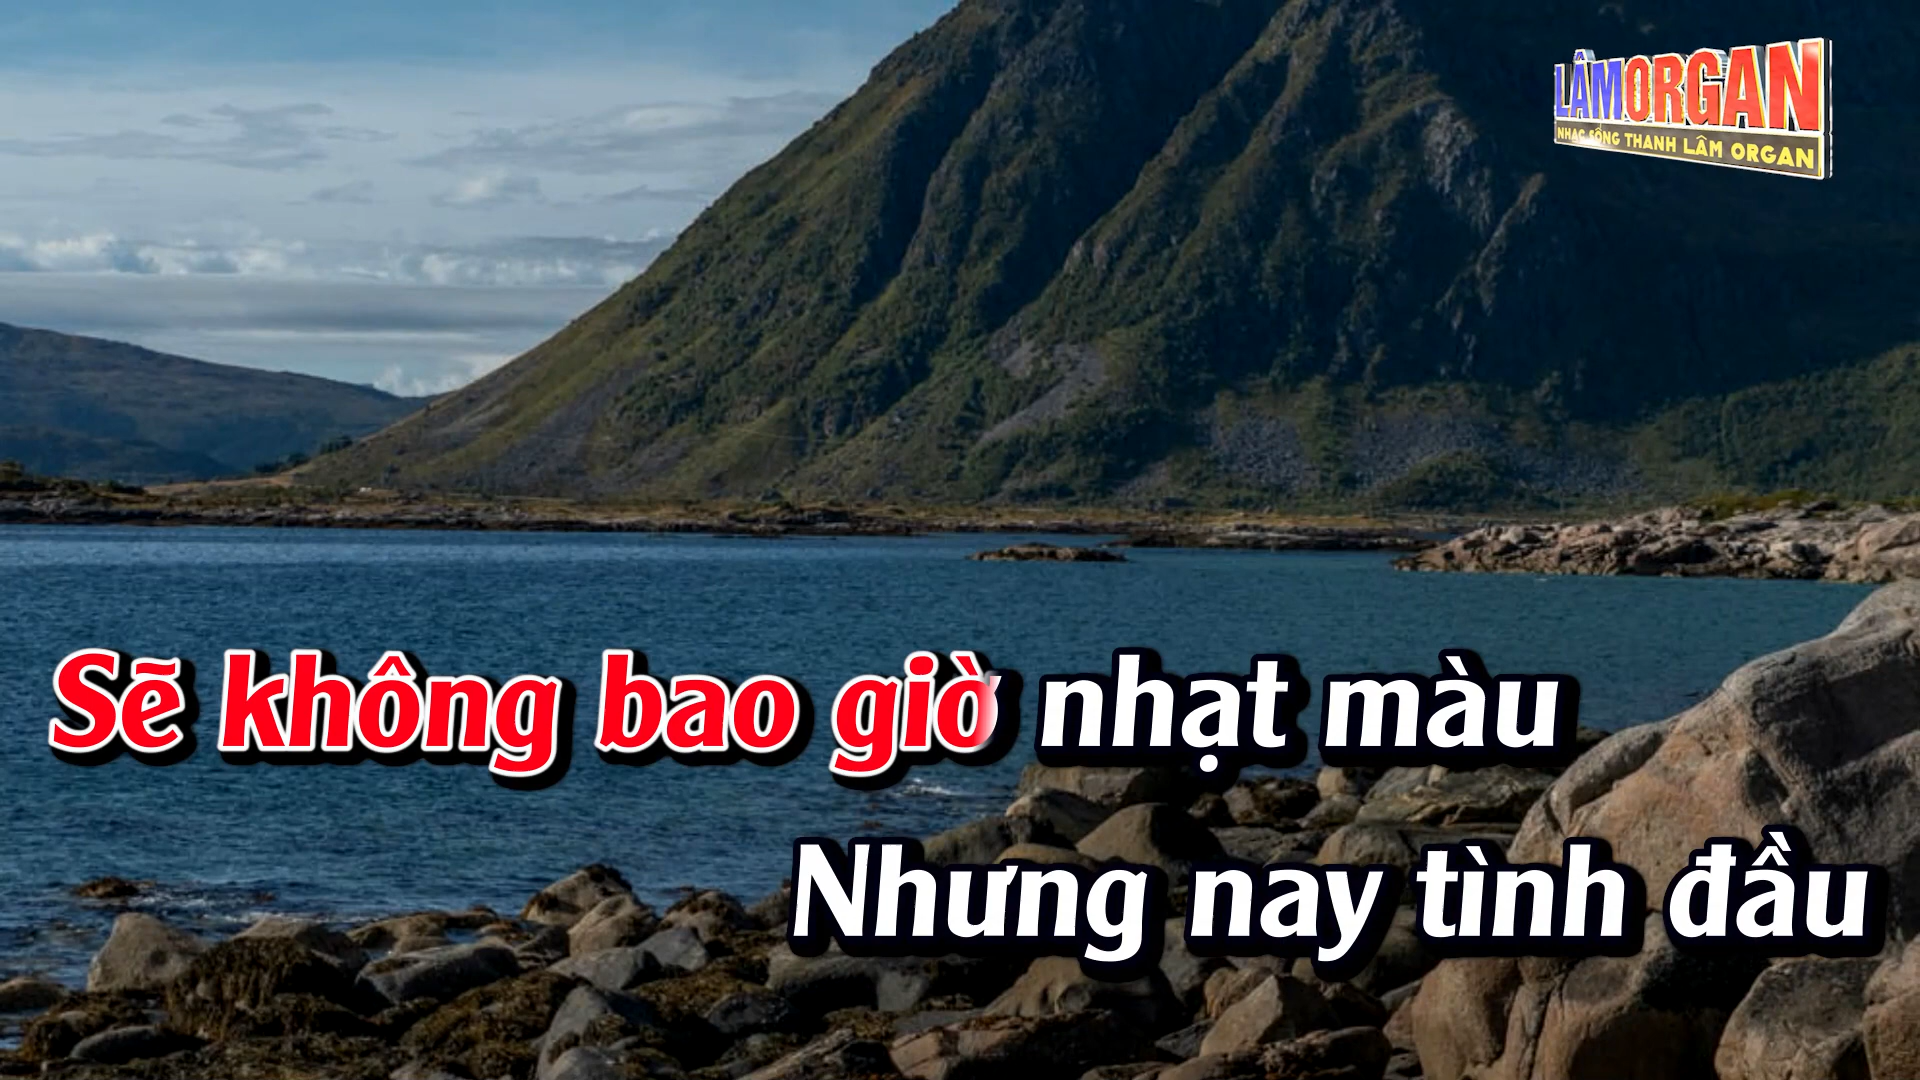 LÂMORGAN
NHẠC SỐNG THANH LÂM ORGAN
Sẽ không bao giờ nhạt màu
Nhưng nay tình đầu